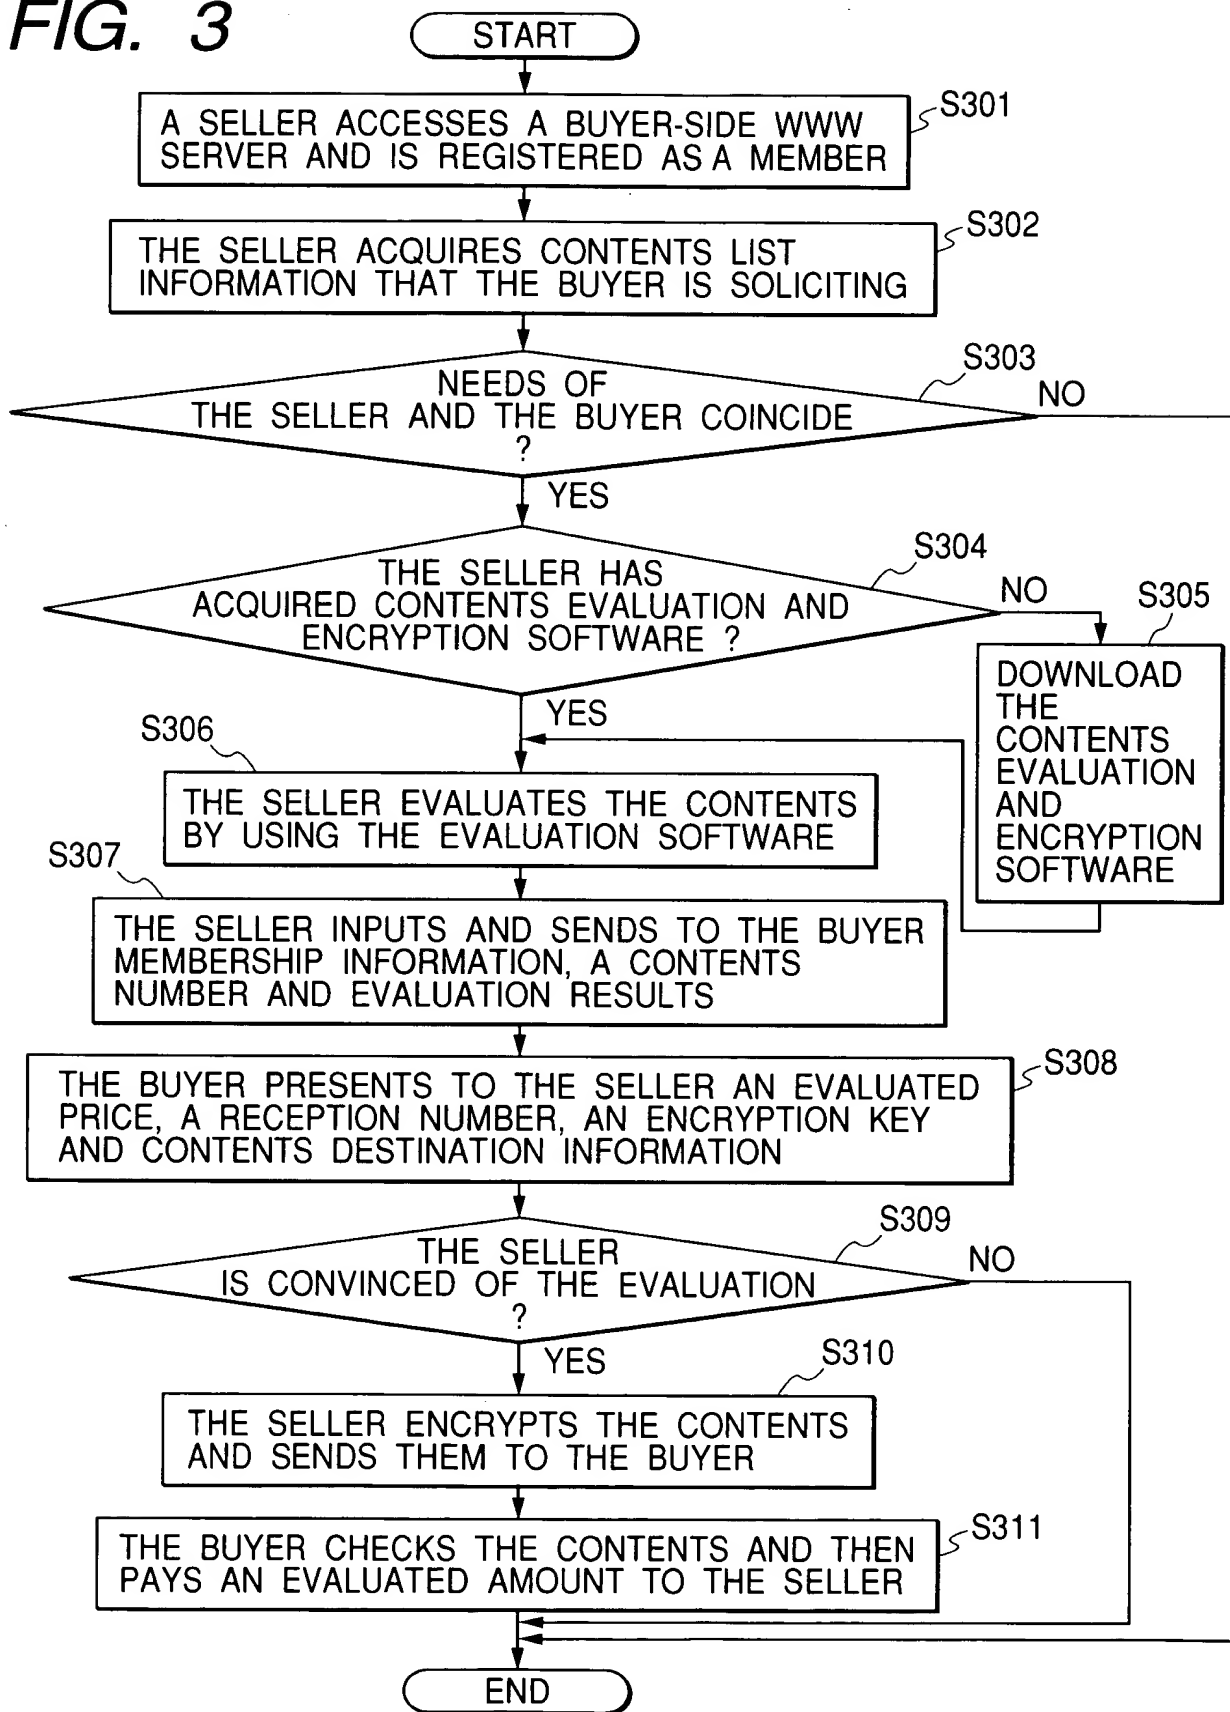 FIG. 3
START
S301
A SELLER ACCESSES A BUYER-SIDE WWW
SERVER AND IS REGISTERED AS A MEMBER
S302
THE SELLER ACQUIRES CONTENTS LIST
INFORMATION THAT THE BUYER IS SOLICITING
S303
NEEDS OF
THE SELLER AND THE BUYER COINCIDE
?
NO
YES
S304
THE SELLER HAS
ACQUIRED CONTENTS EVALUATION AND
ENCRYPTION SOFTWARE ?
NO
S305
DOWNLOAD
THE
CONTENTS
EVALUATION
AND
ENCRYPTION
SOFTWARE
YES
S306
THE SELLER EVALUATES THE CONTENTS
BY USING THE EVALUATION SOFTWARE
S307
THE SELLER INPUTS AND SENDS TO THE BUYER
MEMBERSHIP INFORMATION, A CONTENTS
NUMBER AND EVALUATION RESULTS
S308
THE BUYER PRESENTS TO THE SELLER AN EVALUATED
PRICE, A RECEPTION NUMBER, AN ENCRYPTION KEY
AND CONTENTS DESTINATION INFORMATION
S309
THE SELLER
IS CONVINCED OF THE EVALUATION
?
NO
YES
S310
THE SELLER ENCRYPTS THE CONTENTS
AND SENDS THEM TO THE BUYER
S311
THE BUYER CHECKS THE CONTENTS AND THEN
PAYS AN EVALUATED AMOUNT TO THE SELLER
END